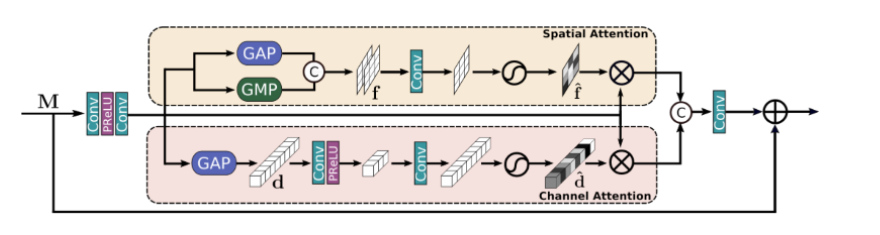 Spatial Attention
GAP
GMP
C
f
Conv
f̂
M
Conv
PReLU
Conv
C
Conv
GAP
d
Conv
PReLU
Conv
d̂
Channel Attention